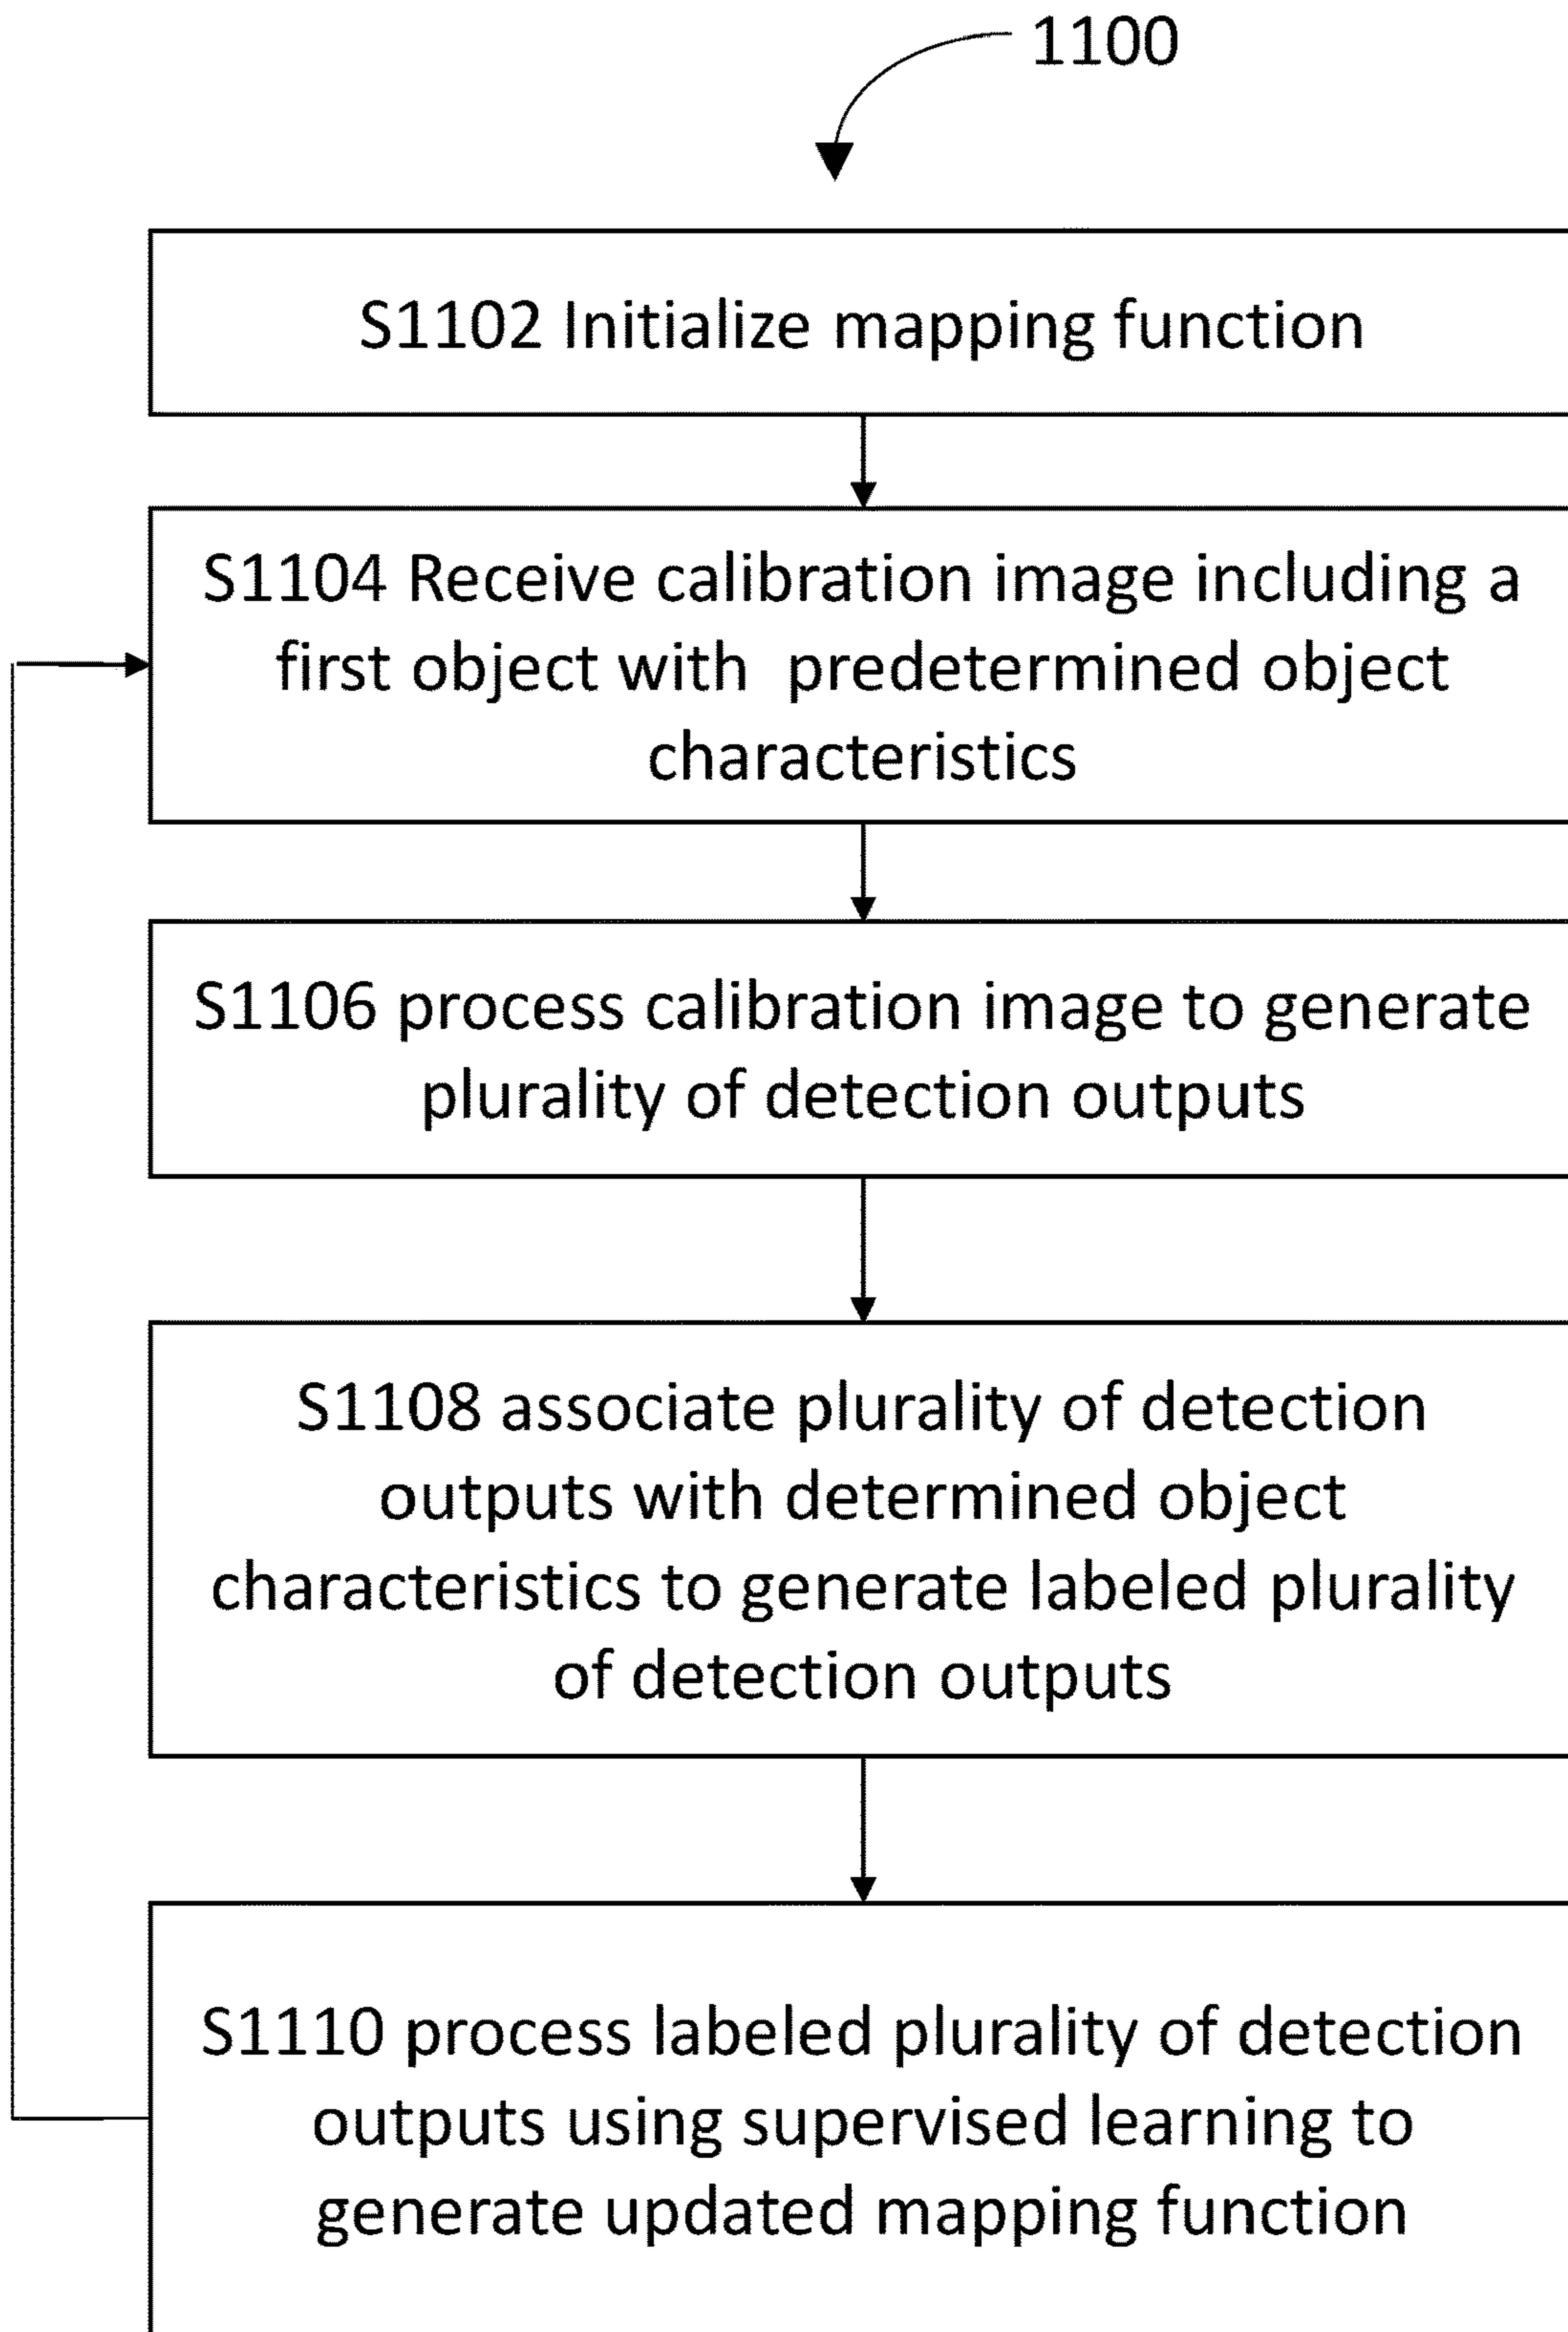 1100
S1102 Initialize mapping function
S1104 Receive calibration image including a
first object with  predetermined object
characteristics
S1106 process calibration image to generate
plurality of detection outputs
S1108 associate plurality of detection
outputs with determined object
characteristics to generate labeled plurality
of detection outputs
S1110 process labeled plurality of detection
outputs using supervised learning to
generate updated mapping function